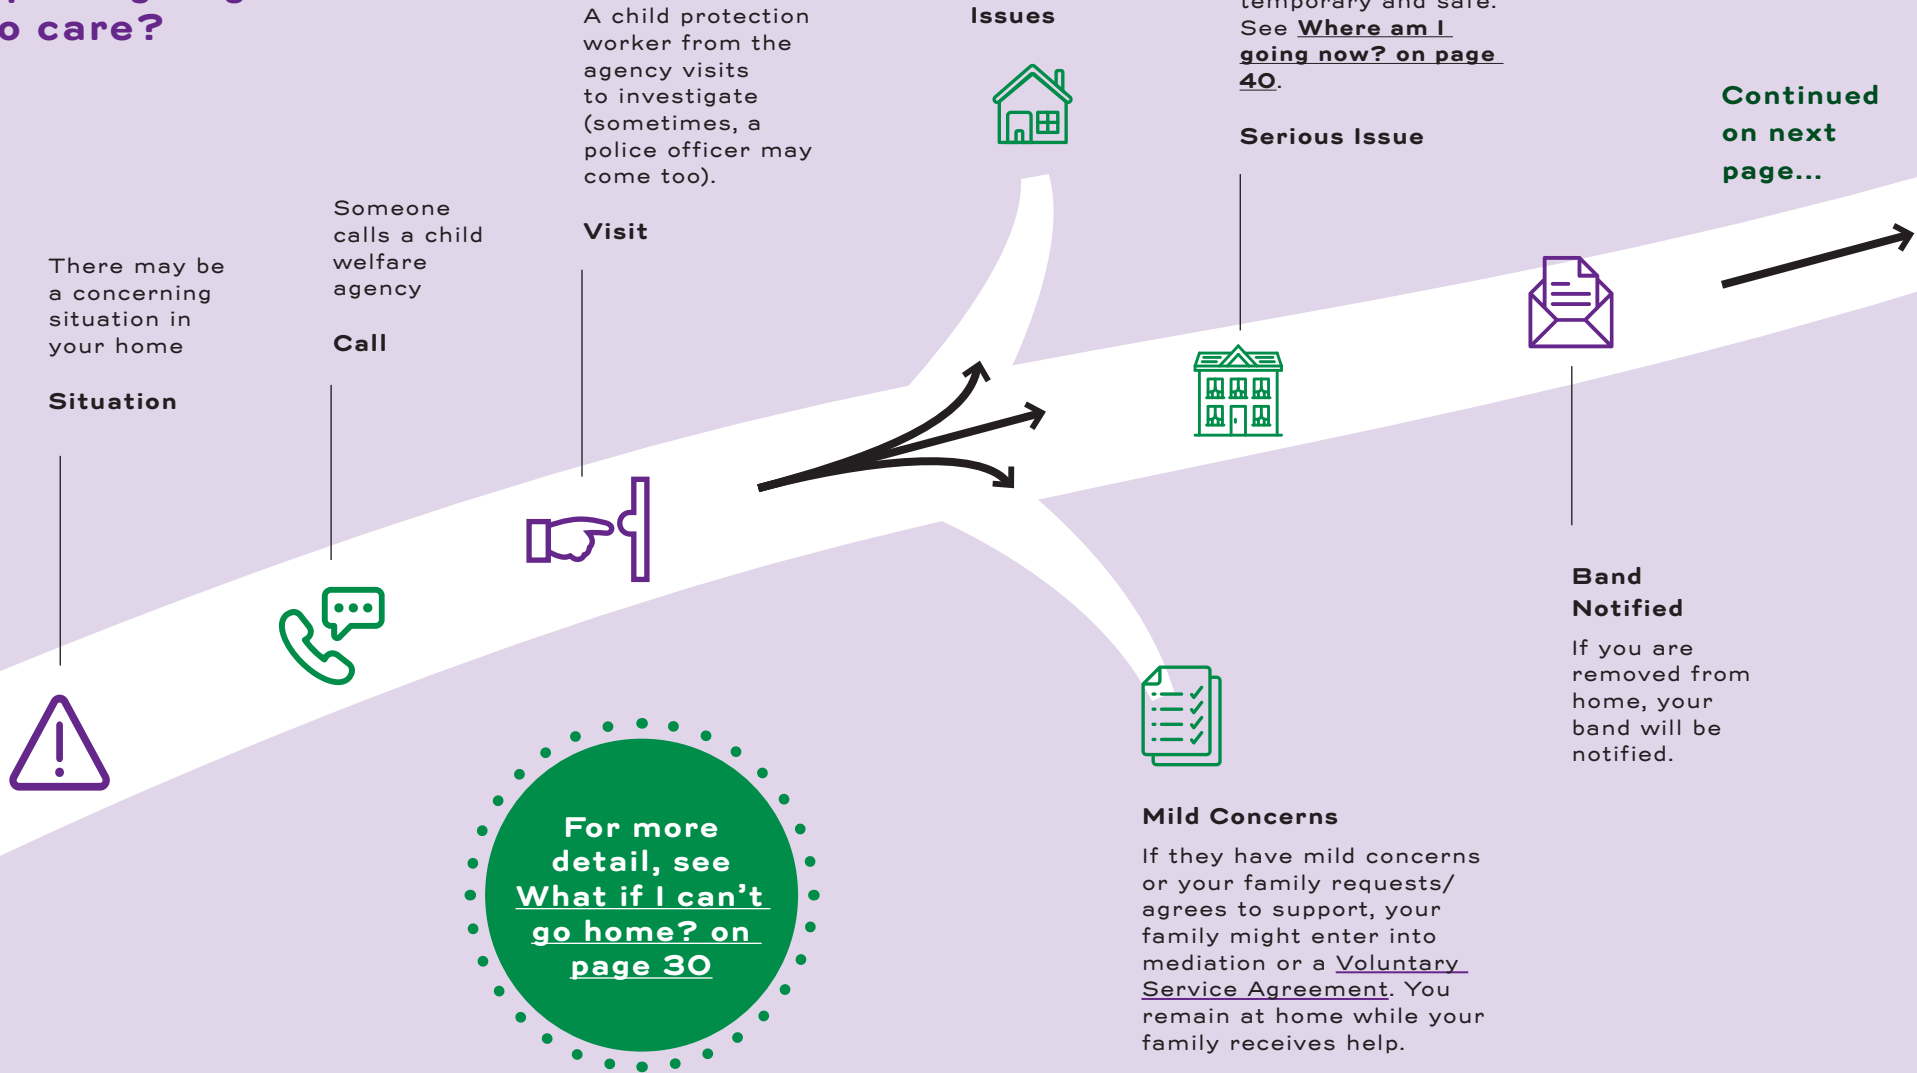 o care?
There may be
a concerning
situation in
your home
Situation
Someone
calls a child
welfare
agency
Call
A child protection
worker from the
agency visits
to investigate
(sometimes, a
police officer may
come too).
Visit
Issues
temporary and safe.
See Where am I
going now? on page
40.
Serious Issue
Continued
on next
page...
Band
Notified
If you are
removed from
home, your
band will be
notified.
Mild Concerns
If they have mild concerns
or your family requests/
agrees to support, your
family might enter into
mediation or a Voluntary
Service Agreement. You
remain at home while your
family receives help.
For more
detail, see
What if I can’t
go home? on
page 30